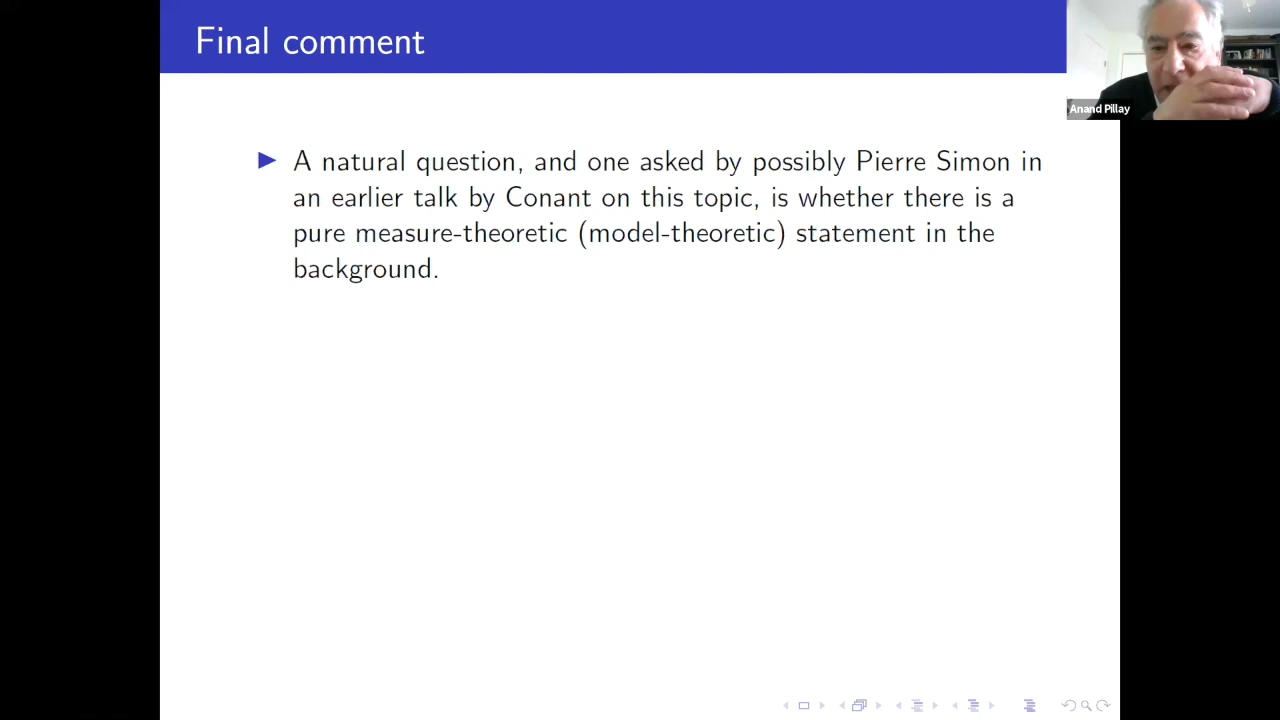 Final comment
Anand Pillay
A natural question, and one asked by possibly Pierre Simon in
an earlier talk by Conant on this topic, is whether there is a
pure measure-theoretic (model-theoretic) statement in the
background.